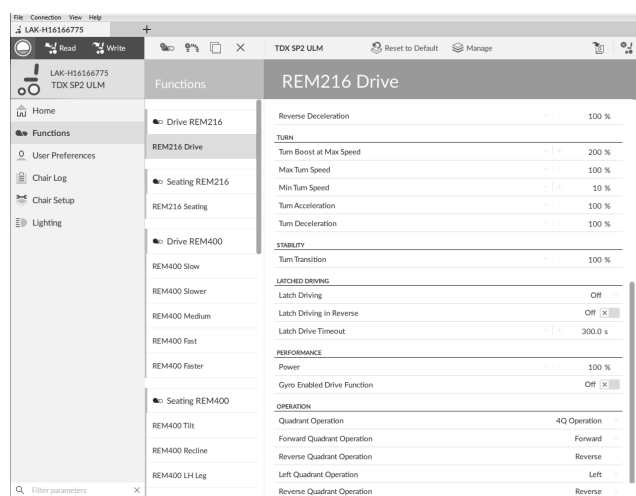 File Connection View Help
LAK-H16166775 +
Read Write TDX SP2 ULM Reset to Default Manage
LAK-H16166775
TDX SP2 ULM
Home
Functions
User Preferences
Chair Log
Chair Setup
Lighting
Filter parameters
Functions
Drive REM216
REM216 Drive
Seating REM216
REM216 Seating
Drive REM400
REM400 Slow
REM400 Slower
REM400 Medium
REM400 Fast
REM400 Faster
Seating REM400
REM400 Tilt
REM400 Recline
REM400 LH Leg
REM216 Drive
Reverse Deceleration − + 100 %
TURN
Turn Boost at Max Speed − + 200 %
Max Turn Speed − + 100 %
Min Turn Speed − + 10 %
Turn Acceleration − + 100 %
Turn Deceleration − + 100 %
STABILITY
Turn Transition − + 100 %
LATCHED DRIVING
Latch Driving Off
Latch Driving in Reverse Off
Latch Drive Timeout − + 300.0 s
PERFORMANCE
Power − + 100 %
Gyro Enabled Drive Function Off
OPERATION
Quadrant Operation 4Q Operation
Forward Quadrant Operation Forward
Reverse Quadrant Operation Reverse
Left Quadrant Operation Left
Reverse Quadrant Operation Reverse